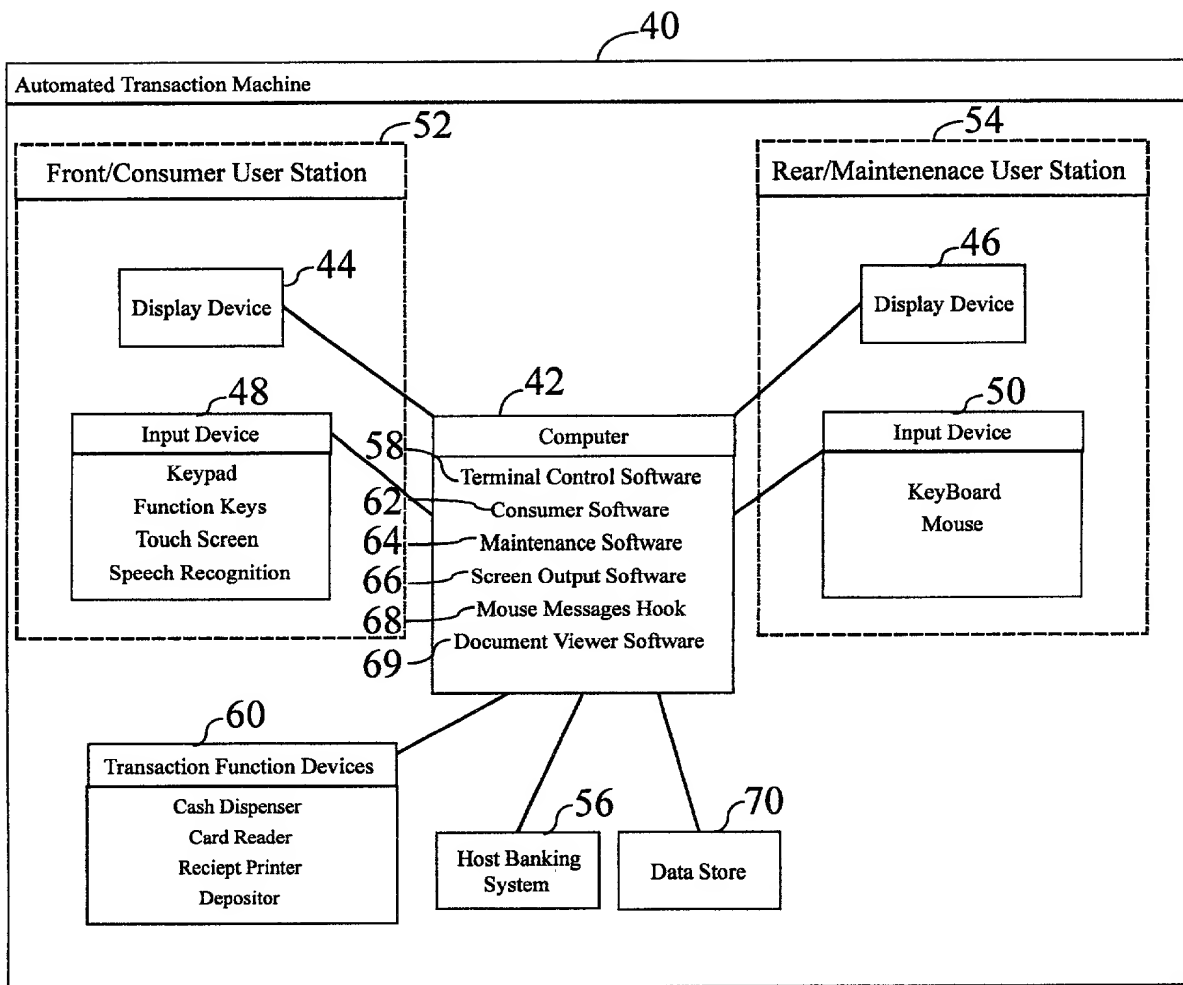 40
Automated Transaction Machine
52
Front/Consumer User Station
54
Rear/Maintenenace User Station
44
Display Device
46
Display Device
48
Input Device
Keypad
Function Keys
Touch Screen
Speech Recognition
42
Computer
58
Terminal Control Software
62
Consumer Software
64
Maintenance Software
66
Screen Output Software
68
Mouse Messages Hook
69
Document Viewer Software
50
Input Device
KeyBoard
Mouse
60
Transaction Function Devices
Cash Dispenser
Card Reader
Reciept Printer
Depositor
56
Host Banking
System
70
Data Store